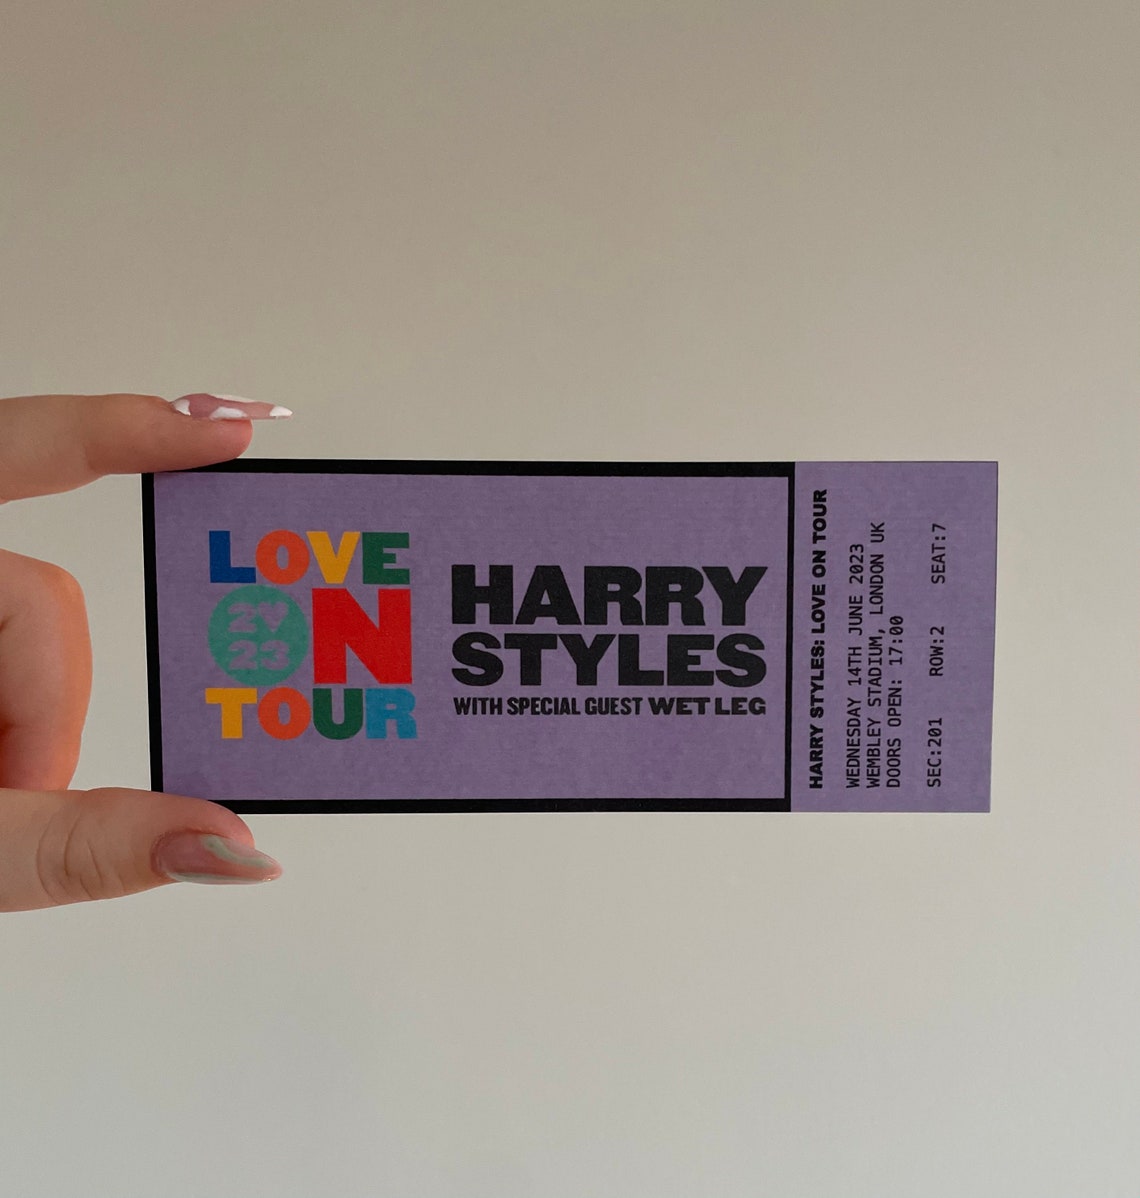 LOVE
2♥
23
ON
TOUR
HARRY
STYLES
WITH SPECIAL GUEST WET LEG
HARRY STYLES: LOVE ON TOUR
WEDNESDAY 14TH JUNE 2023
WEMBLEY STADIUM, LONDON UK
DOORS OPEN: 17:00
SEC:201 ROW:2 SEAT:7